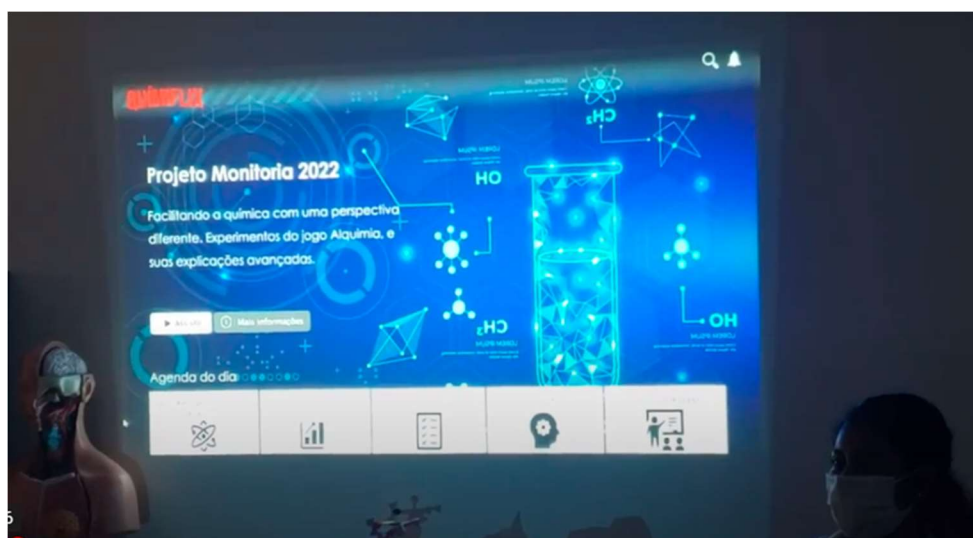 CH₂
HO
Projeto Monitoria 2022
Facilitando a química com uma perspectiva
diferente. Experimentos do jogo Alquimia, e
suas explicações avançadas.
Mais informações
CH₃
OH
Agenda do dia